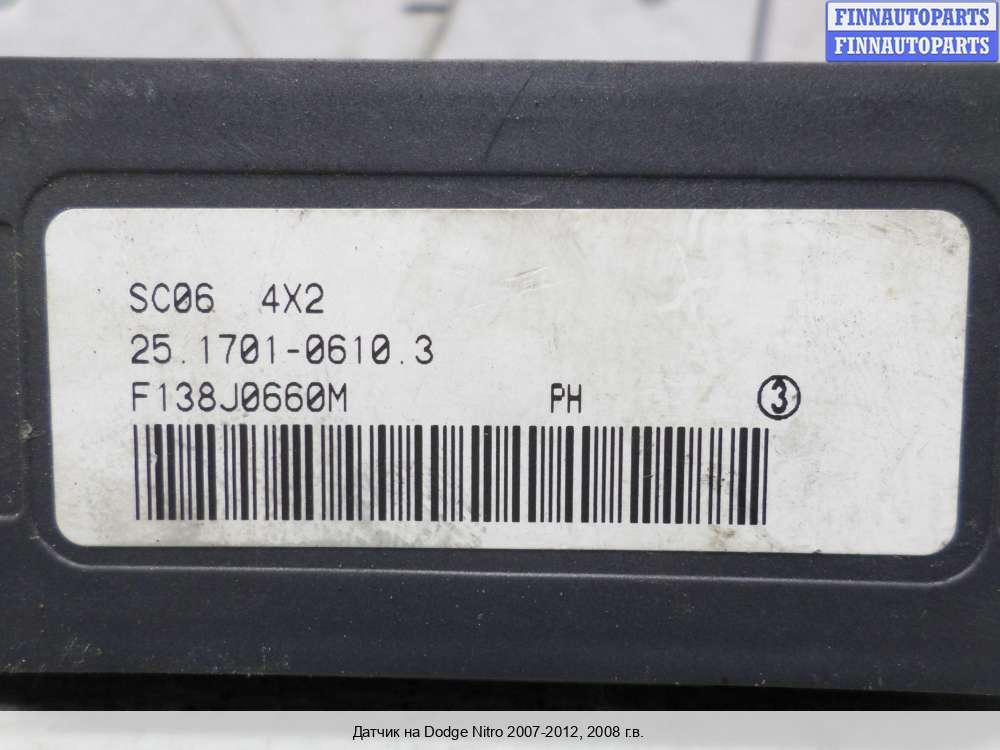 FINNAUTOPARTS
FINNAUTOPARTS
SC06 4X2
25.1701-0610.3
F138J0660M PH 3
Датчик на Dodge Nitro 2007-2012, 2008 г.в.